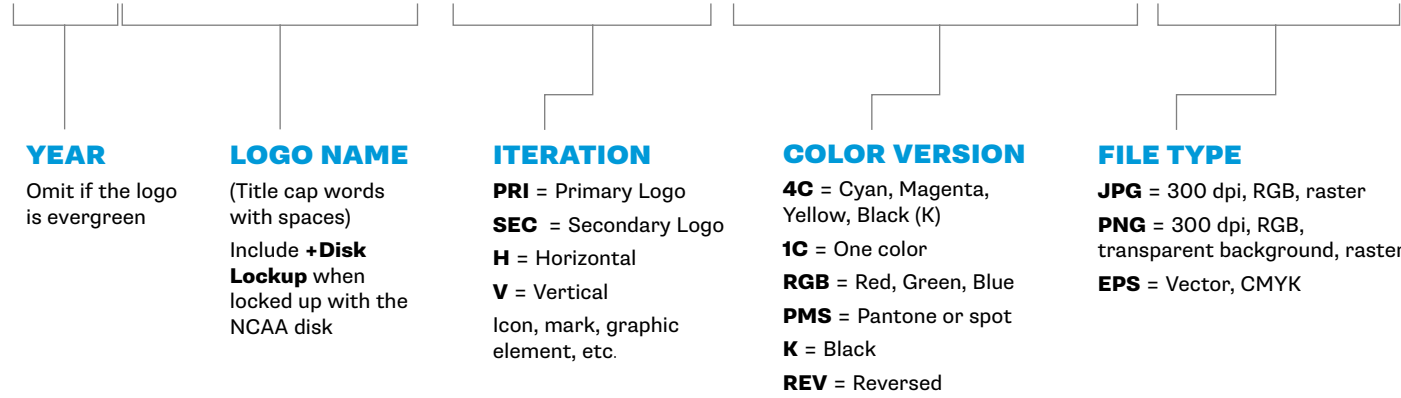 YEAR
Omit if the logo
is evergreen
LOGO NAME
(Title cap words
with spaces)
Include +Disk
Lockup when
locked up with the
NCAA disk
ITERATION
PRI = Primary Logo
SEC = Secondary Logo
H = Horizontal
V = Vertical
Icon, mark, graphic
element, etc.
COLOR VERSION
4C = Cyan, Magenta,
Yellow, Black (K)
1C = One color
RGB = Red, Green, Blue
PMS = Pantone or spot
K = Black
REV = Reversed
FILE TYPE
JPG = 300 dpi, RGB, raster
PNG = 300 dpi, RGB,
transparent background, raster
EPS = Vector, CMYK